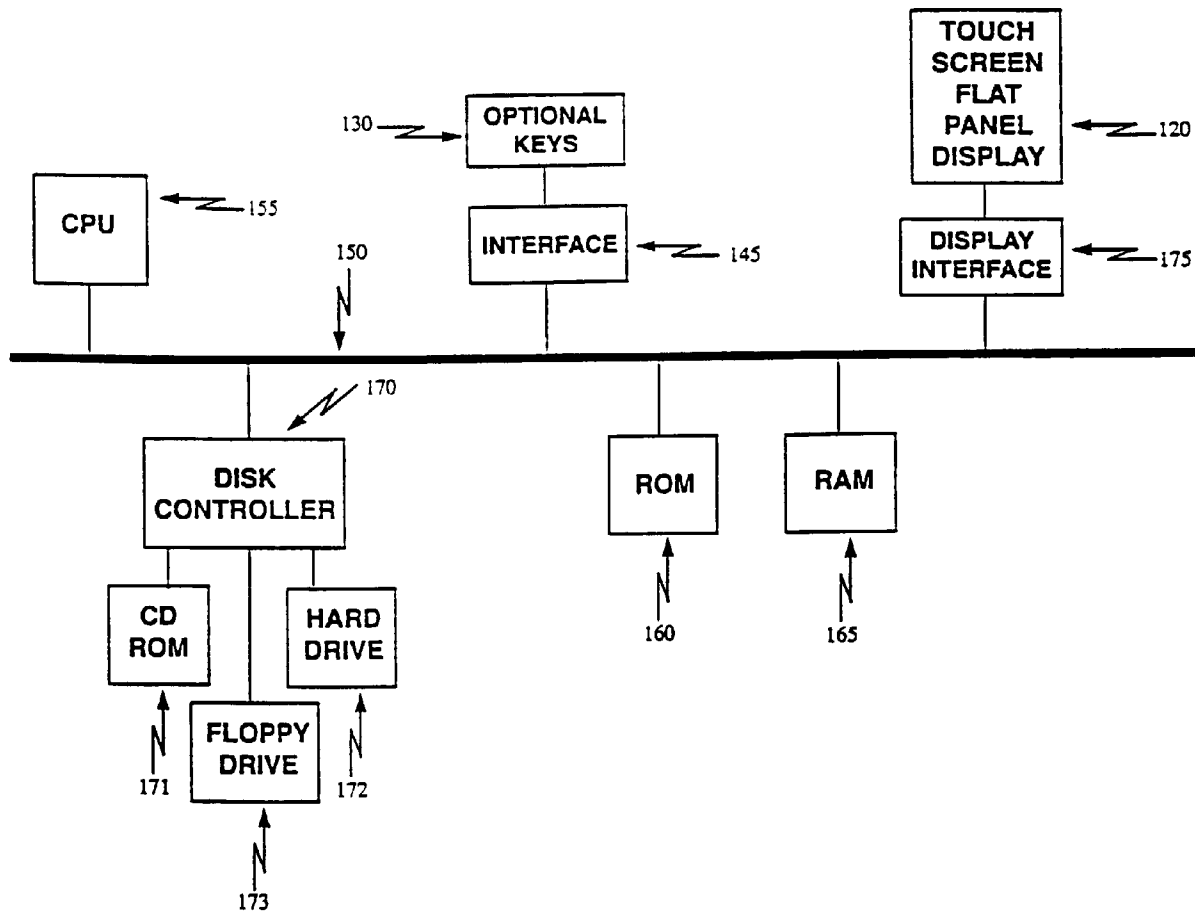 TOUCH
SCREEN
FLAT
PANEL
DISPLAY
120
130
OPTIONAL
KEYS
CPU
155
INTERFACE
145
DISPLAY
INTERFACE
175
150
170
DISK
CONTROLLER
ROM
RAM
160
165
CD
ROM
HARD
DRIVE
171
FLOPPY
DRIVE
172
173